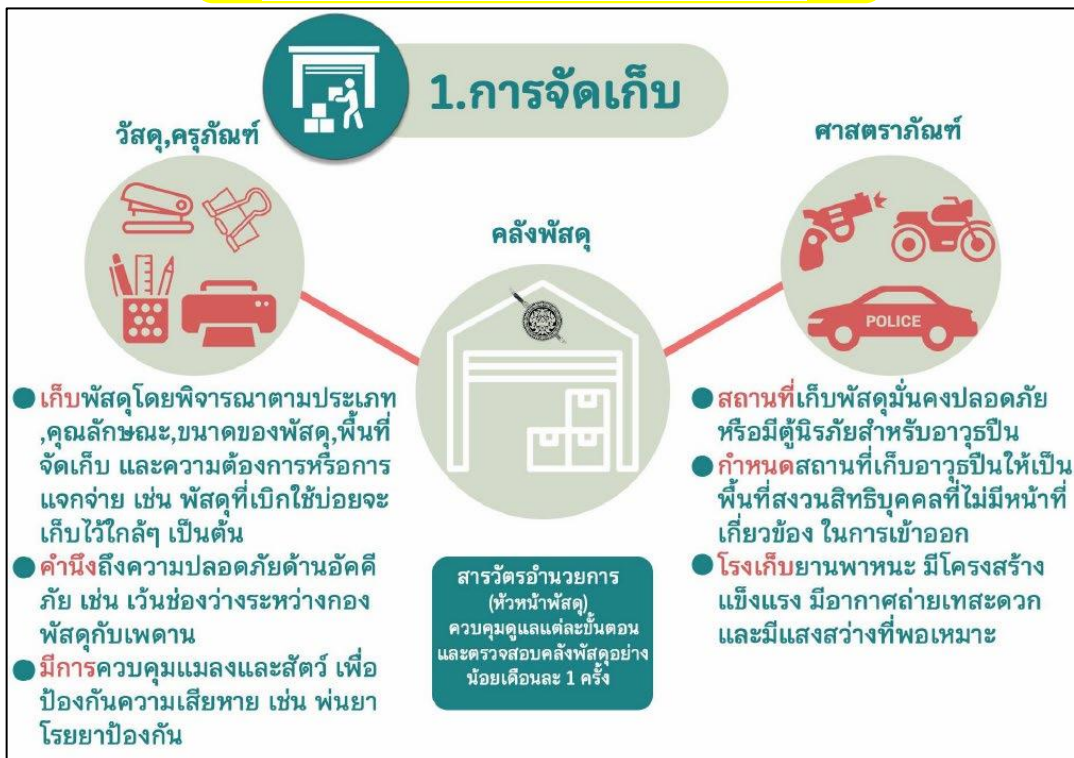 1.การจัดเก็บ
วัสดุ,ครุภัณฑ์
เก็บพัสดุโดยพิจารณาตามประเภท
,คุณลักษณะ,ขนาดของพัสดุ,พื้นที่
จัดเก็บ และความต้องการหรือการ
แจกจ่าย เช่น พัสดุที่เบิกใช้บ่อยจะ
เก็บไว้ใกล้ๆ เป็นต้น
คำนึงถึงความปลอดภัยด้านอัคคี
ภัย เช่น เว้นช่องว่างระหว่างกอง
พัสดุกับเพดาน
มีการควบคุมแมลงและสัตว์ เพื่อ
ป้องกันความเสียหาย เช่น พ่นยา
โรยยาป้องกัน
คลังพัสดุ
สารวัตรอำนวยการ
(หัวหน้าพัสดุ)
ควบคุมดูแลแต่ละขั้นตอน
และตรวจสอบคลังพัสดุอย่าง
น้อยเดือนละ 1 ครั้ง
ศาสตราภัณฑ์
POLICE
สถานที่เก็บพัสดุมั่นคงปลอดภัย
หรือมีตู้นิรภัยสำหรับอาวุธปืน
กำหนดสถานที่เก็บอาวุธปืนให้เป็น
พื้นที่สงวนสิทธิบุคคลที่ไม่มีหน้าที่
เกี่ยวข้อง ในการเข้าออก
โรงเก็บยานพาหนะ มีโครงสร้าง
แข็งแรง มีอากาศถ่ายเทสะดวก
และมีแสงสว่างที่พอเหมาะ